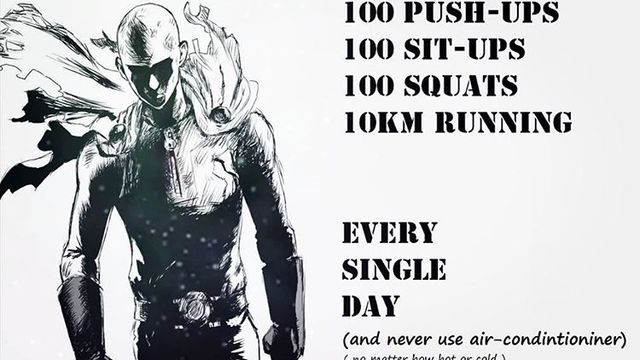 100 PUSH-UPS
100 SIT-UPS
100 SQUATS
10KM RUNNING
EVERY
SINGLE
DAY
(and never use air-condintioniner)
( no matter how hot or cold )